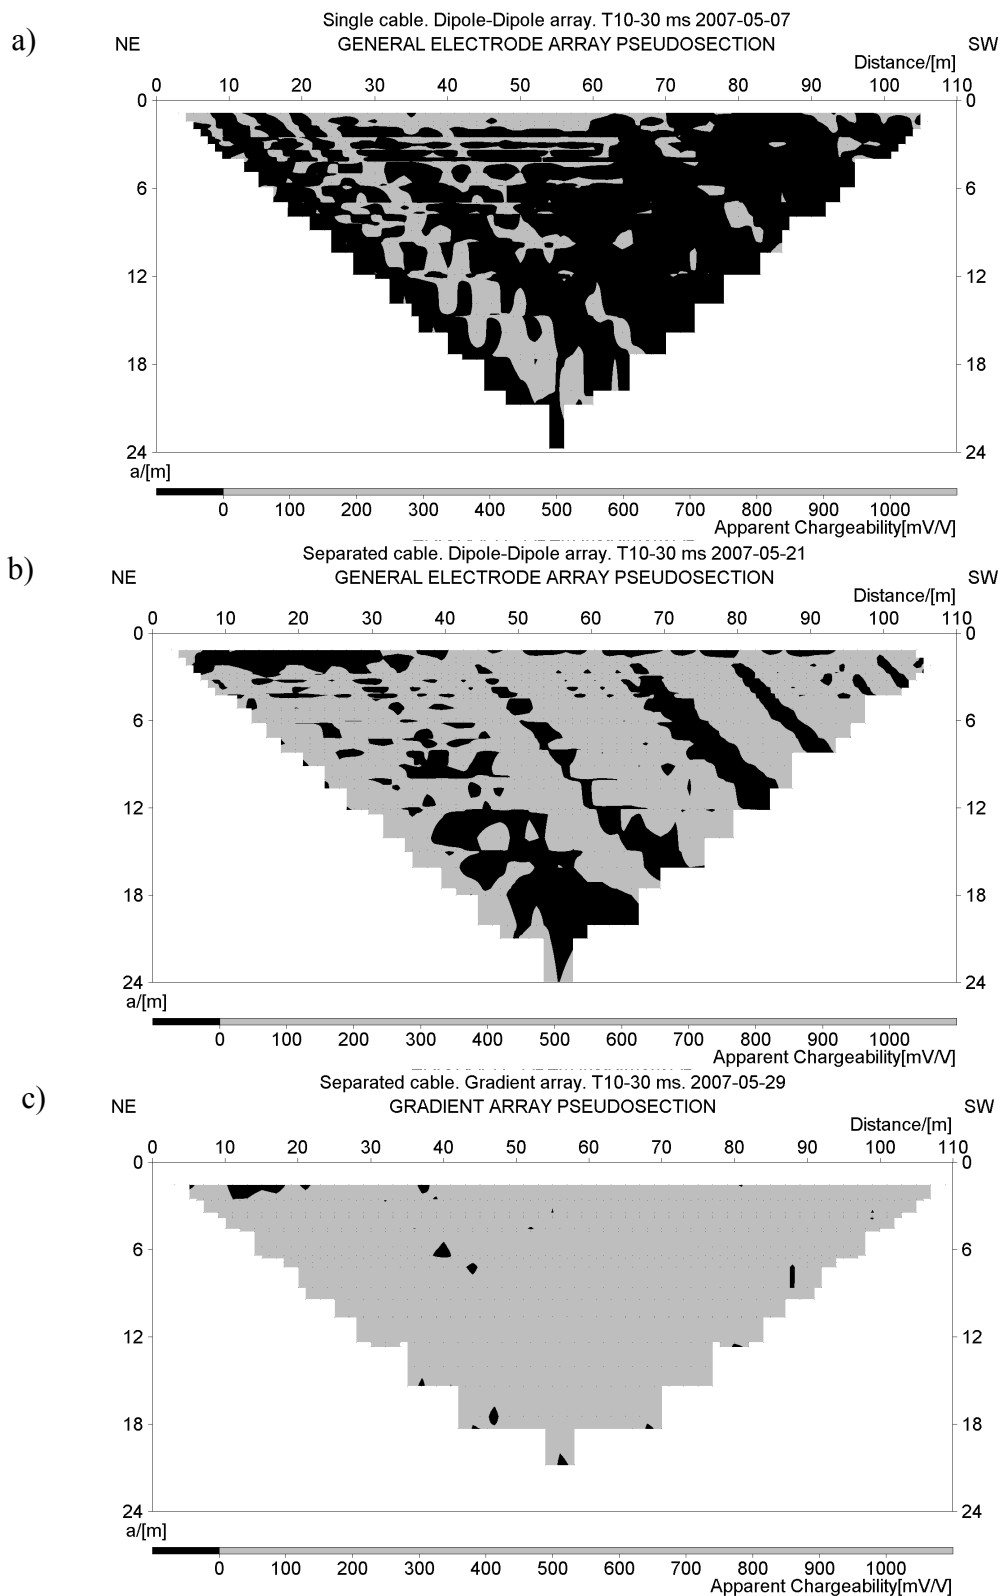 Single cable. Dipole-Dipole array. T10-30 ms 2007-05-07
a)
NE GENERAL ELECTRODE ARRAY PSEUDOSECTION SW
Distance/[m]
0 10 20 30 40 50 60 70 80 90 100 110
0 0
6 6
12 12
18 18
24 24
a/[m]
0 100 200 300 400 500 600 700 800 900 1000
Apparent Chargeability[mV/V]
Separated cable. Dipole-Dipole array. T10-30 ms 2007-05-21
b)
NE GENERAL ELECTRODE ARRAY PSEUDOSECTION SW
Distance/[m]
0 10 20 30 40 50 60 70 80 90 100 110
0 0
6 6
12 12
18 18
24 24
a/[m]
0 100 200 300 400 500 600 700 800 900 1000
Apparent Chargeability[mV/V]
Separated cable. Gradient array. T10-30 ms. 2007-05-29
c)
NE GRADIENT ARRAY PSEUDOSECTION SW
Distance/[m]
0 10 20 30 40 50 60 70 80 90 100 110
0 0
6 6
12 12
18 18
24 24
a/[m]
0 100 200 300 400 500 600 700 800 900 1000
Apparent Chargeability[mV/V]